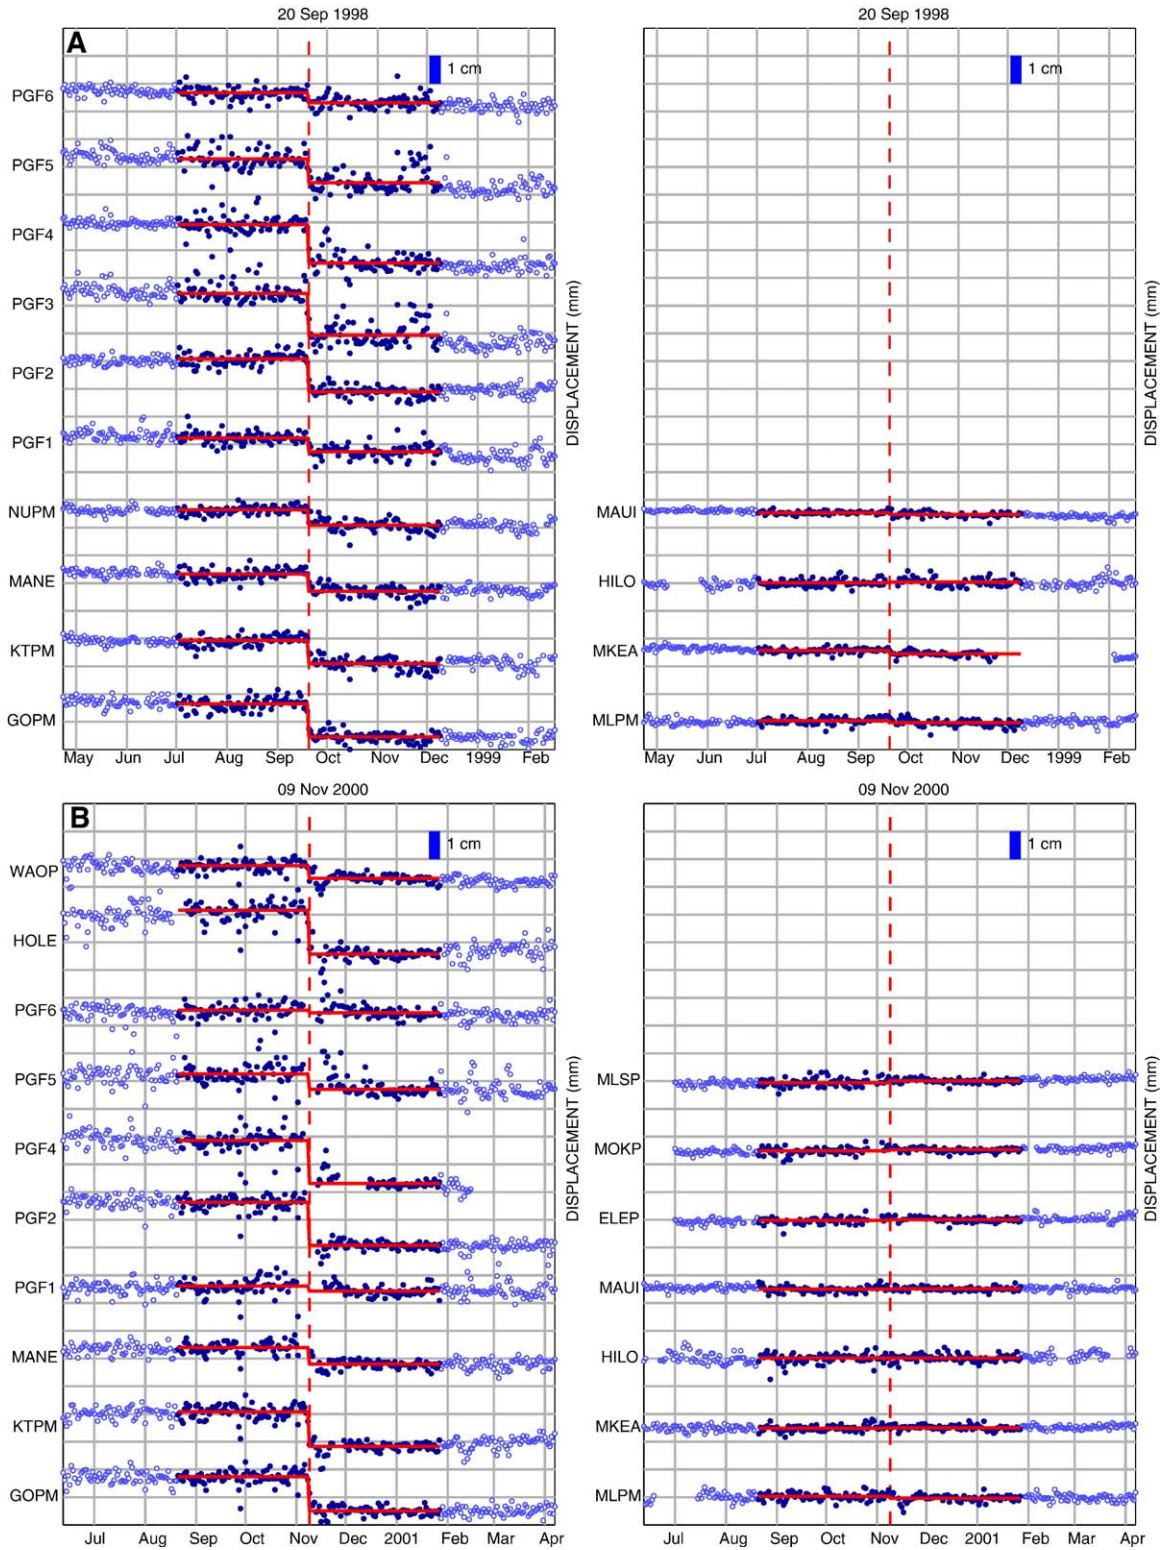 20 Sep 1998
A
1 cm
PGF6
PGF5
PGF4
PGF3
PGF2
PGF1
NUPM
MANE
KTPM
GOPM
DISPLACEMENT (mm)
May Jun Jul Aug Sep Oct Nov Dec 1999 Feb
20 Sep 1998
1 cm
MAUI
HILO
MKEA
MLPM
DISPLACEMENT (mm)
May Jun Jul Aug Sep Oct Nov Dec 1999 Feb
09 Nov 2000
B
1 cm
WAOP
HOLE
PGF6
PGF5
PGF4
PGF2
PGF1
MANE
KTPM
GOPM
DISPLACEMENT (mm)
Jul Aug Sep Oct Nov Dec 2001 Feb Mar Apr
09 Nov 2000
1 cm
MLSP
MOKP
ELEP
MAUI
HILO
MKEA
MLPM
DISPLACEMENT (mm)
Jul Aug Sep Oct Nov Dec 2001 Feb Mar Apr